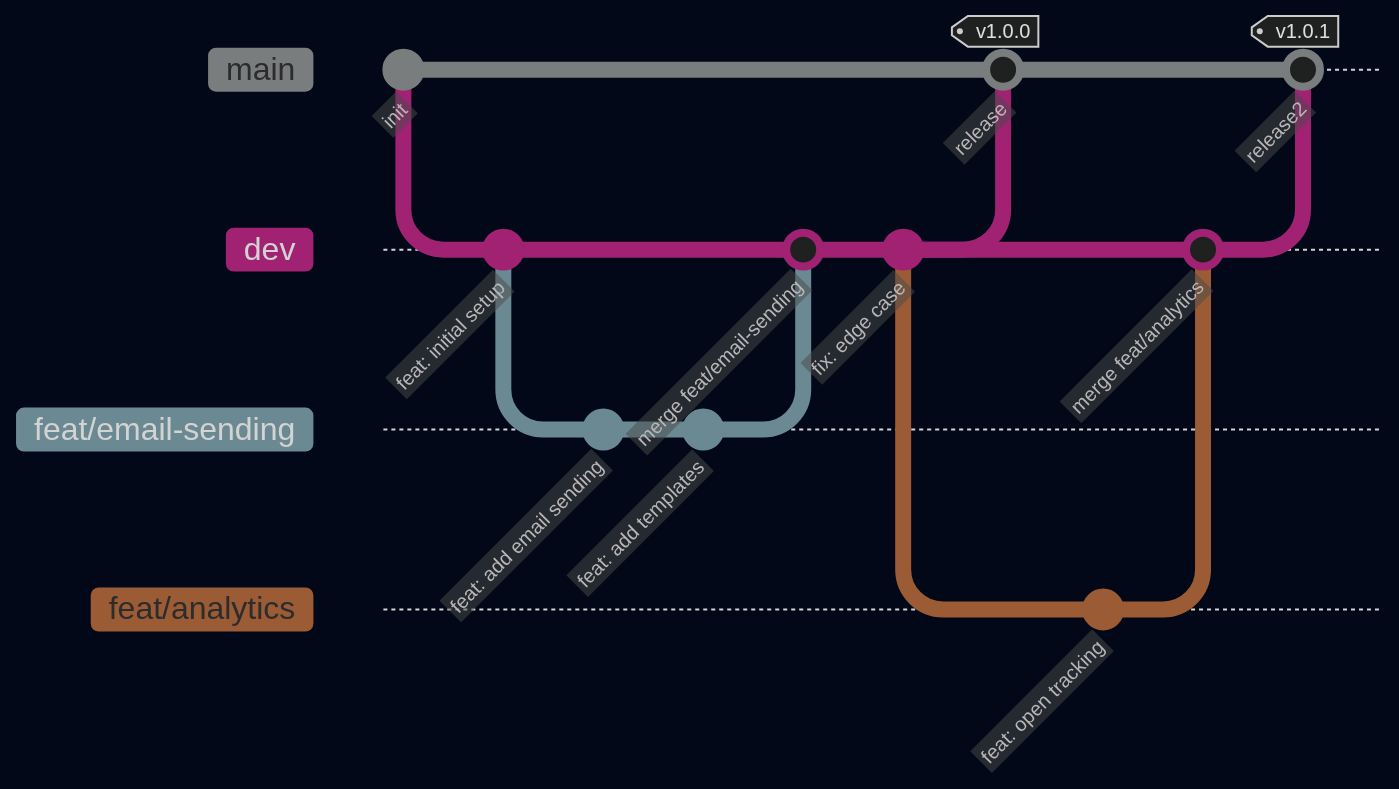 v1.0.0
v1.0.1
main
init
release
release2
dev
feat: initial setup
merge feat/email-sending
fix: edge case
merge feat/analytics
feat/email-sending
feat: add email sending
feat: add templates
feat/analytics
feat: open tracking